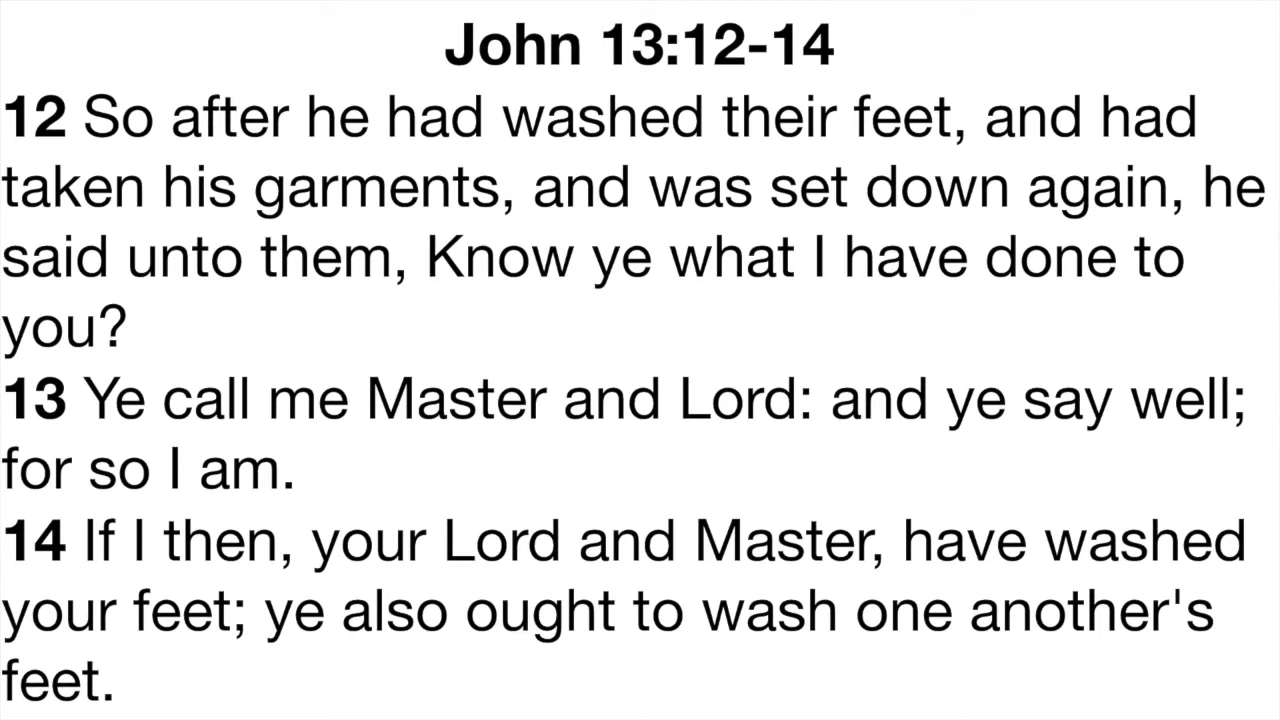 John 13:12-14
12 So after he had washed their feet, and had
taken his garments, and was set down again, he
said unto them, Know ye what I have done to
you?
13 Ye call me Master and Lord: and ye say well;
for so I am.
14 If I then, your Lord and Master, have washed
your feet; ye also ought to wash one another's
feet.